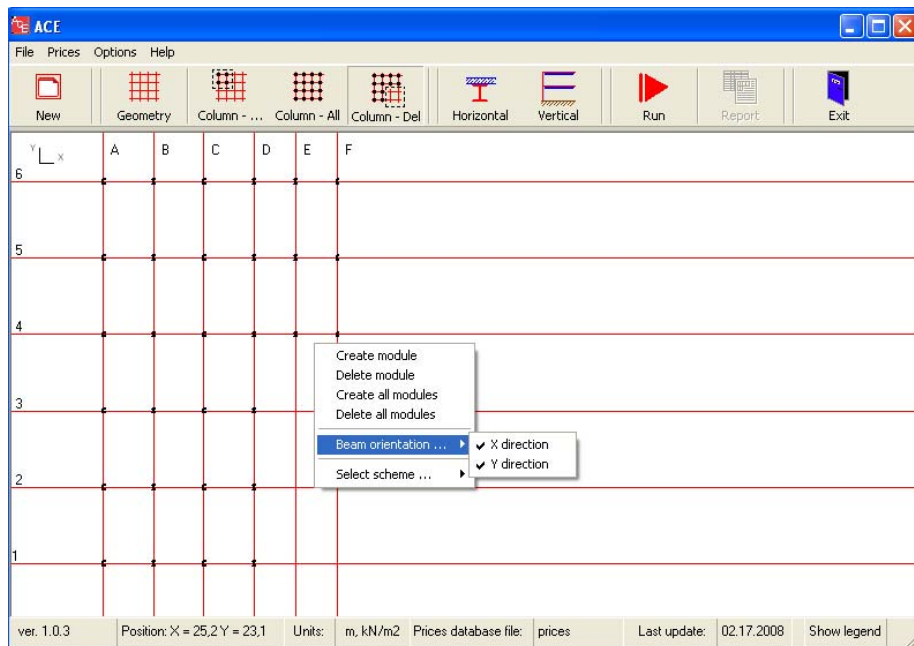 ACE
File Prices Options Help
New Geometry Column - ... Column - All Column - Del Horizontal Vertical Run Report Exit
Y X A B C D E F
6
5
4
Create module
Delete module
Create all modules
3
Delete all modules
Beam orientation ... X direction
Y direction
Select scheme ...
2
1
ver. 1.0.3 Position: X = 25,2 Y = 23,1 Units: m, kN/m2 Prices database file: prices Last update: 02.17.2008 Show legend